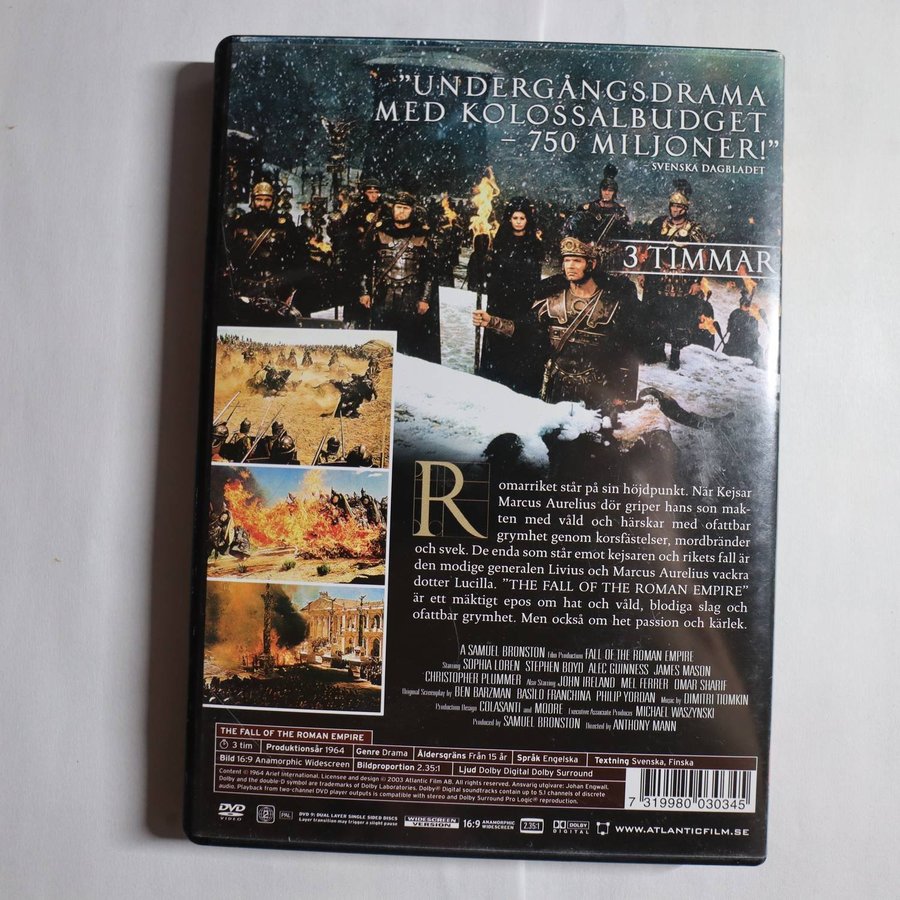 "UNDERGÅNGSDRAMA
MED KOLOSSALBUDGET
– 750 MILJONER!"
SVENSKA DAGBLADET
3 TIMMAR
Romarriket står på sin höjdpunkt. När Kejsar
Marcus Aurelius dör griper hans son mak-
ten med våld och härskar med ofattbar
grymhet genom korsfästelser, mordbränder
och svek. De enda som står emot kejsaren och rikets fall är
den modige generalen Livius och Marcus Aurelius vackra
dotter Lucilla. "THE FALL OF THE ROMAN EMPIRE"
är ett mäktigt epos om hat och våld, blodiga slag och
ofattbar grymhet. Men också om het passion och kärlek.
A SAMUEL BRONSTON Film Production FALL OF THE ROMAN EMPIRE
Starring SOPHIA LOREN STEPHEN BOYD ALEC GUINNESS JAMES MASON
CHRISTOPHER PLUMMER Also Starring JOHN IRELAND MEL FERRER OMAR SHARIF
Original Screenplay by BEN BARZMAN BASILO FRANCHINA PHILIP YORDAN Music by DIMITRI TIOMKIN
Production Design COLASANTI and MOORE Executive Associate Producer MICHAEL WASZYNSKI
Produced by SAMUEL BRONSTON Directed by ANTHONY MANN
THE FALL OF THE ROMAN EMPIRE
3 tim Produktionsår 1964 Genre Drama Åldersgräns Från 15 år Språk Engelska Textning Svenska, Finska
Bild 16:9 Anamorphic Widescreen Bildproportion 2.35:1 Ljud Dolby Digital Dolby Surround
Content © 1964 Arief International. Licensee and design © 2003 Atlantic Film AB. All rights reserved. Ansvarig utgivare: Johan Engwall.
Dolby and the double-D symbol are trademarks of Dolby Laboratories. Dolby® Digital soundtracks contain up to 5.1 channels of discrete
audio. Playback from two-channel DVD player outputs is compatible with stereo and Dolby Surround Pro Logic® reproduction.
7 319980 030345
DVD VIDEO 2 PAL DVD 9: DUAL LAYER SINGLE SIDED DISCS
Layer transition may trigger a slight pause
WIDESCREEN VERSION 16:9 ANAMORPHIC WIDESCREEN 2.35:1 DOLBY DIGITAL WWW.ATLANTICFILM.SE